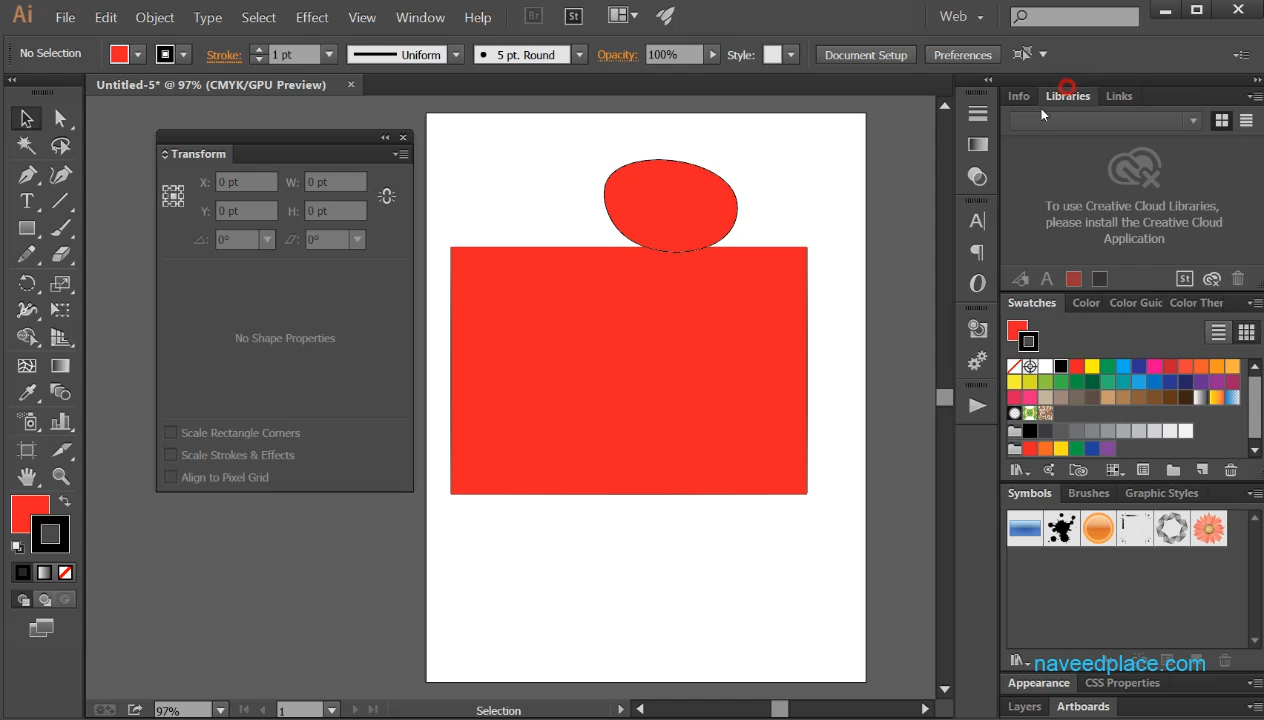 Ai File Edit Object Type Select Effect View Window Help Br St Web
No Selection Stroke: 1 pt Uniform 5 pt. Round Opacity: 100% Style: Document Setup Preferences
Untitled-5* @ 97% (CMYK/GPU Preview)
Info Libraries Links
Transform
X: 0 pt W: 0 pt
Y: 0 pt H: 0 pt
0° 0°
No Shape Properties
Scale Rectangle Corners
Scale Strokes & Effects
Align to Pixel Grid
To use Creative Cloud Libraries,
please install the Creative Cloud
Application
St
Swatches Color Color Guic Color Ther
Symbols Brushes Graphic Styles
naveedplace.com
Appearance CSS Properties
Layers Artboards
97% 1 Selection